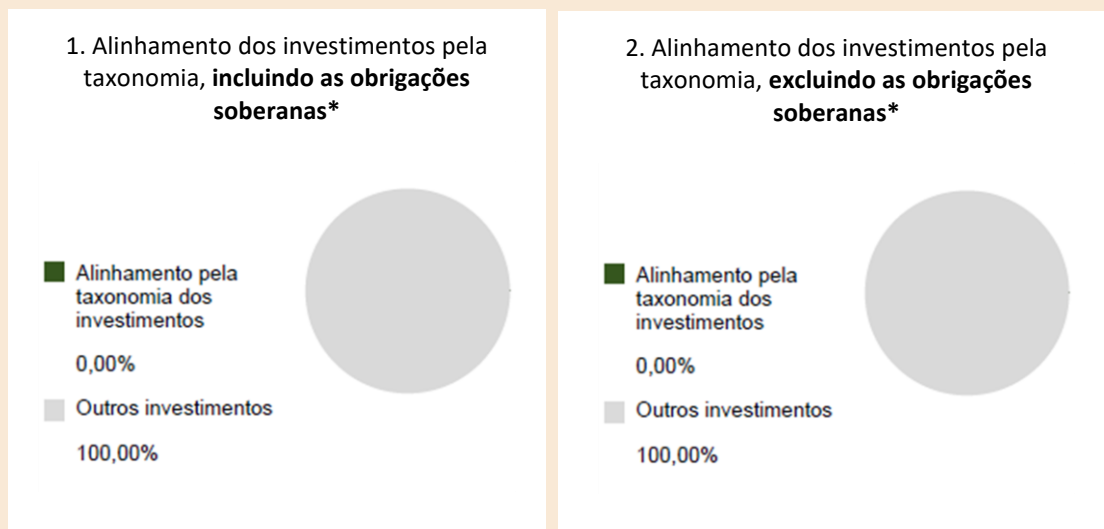 1. Alinhamento dos investimentos pela
taxonomia, incluindo as obrigações
soberanas*
Alinhamento pela
taxonomia dos
investimentos
0,00%
Outros investimentos
100,00%
2. Alinhamento dos investimentos pela
taxonomia, excluindo as obrigações
soberanas*
Alinhamento pela
taxonomia dos
investimentos
0,00%
Outros investimentos
100,00%